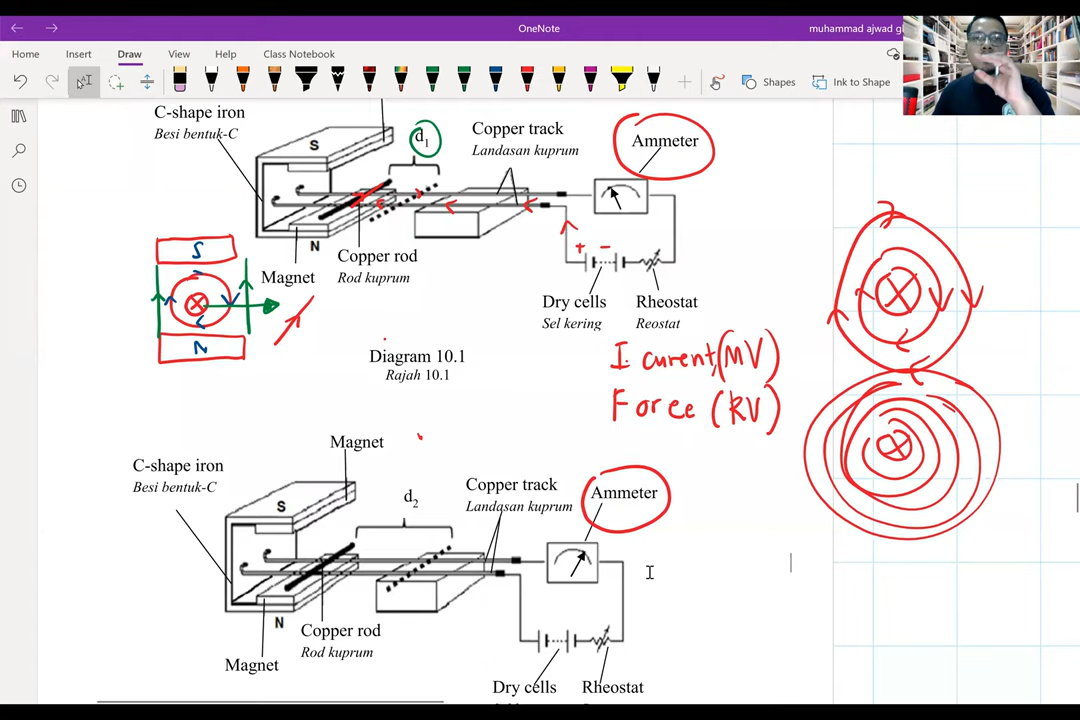 OneNote
muhammad ajwad g
Home Insert Draw View Help Class Notebook
Shapes Ink to Shape
C-shape iron
Besi bentuk-C
S
d1
Copper track
Landasan kuprum
Ammeter
N
Magnet
Copper rod
Rod kuprum
+ -
Dry cells
Sel kering
Rheostat
Reostat
S
N
Diagram 10.1
Rajah 10.1
I curent, (MV)
Force (RV)
Magnet
C-shape iron
Besi bentuk-C
S
d2
Copper track
Landasan kuprum
Ammeter
N
Magnet
Copper rod
Rod kuprum
Dry cells
Rheostat